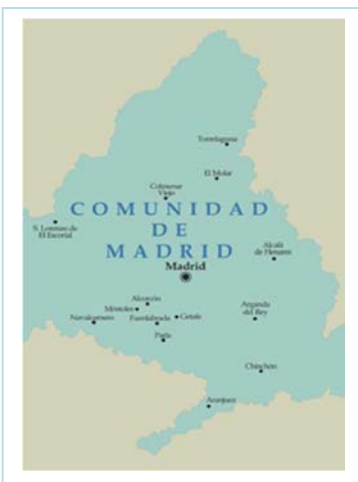 Torrelaguna
El Molar
Colmenar
Viejo
COMUNIDAD
DE
MADRID
S. Lorenzo de
El Escorial
Alcalá
de Henares
Madrid
Alcorcón
Móstoles
Navalcarnero
Fuenlabrada
Getafe
Arganda
del Rey
Parla
Chinchón
Aranjuez